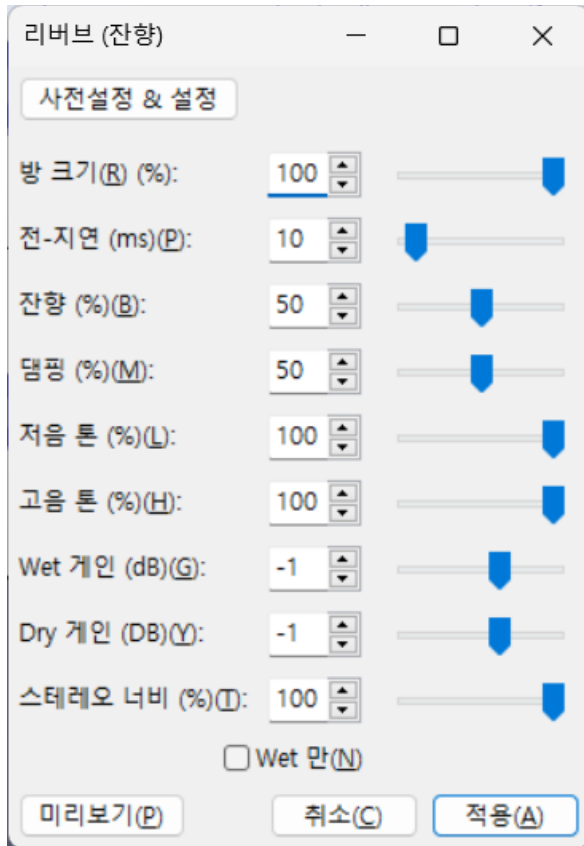 리버브 (잔향)
사전설정 & 설정
방 크기(R) (%): 100
전-지연 (ms)(P): 10
잔향 (%)(B): 50
댐핑 (%)(M): 50
저음 톤 (%)(L): 100
고음 톤 (%)(H): 100
Wet 게인 (dB)(G): -1
Dry 게인 (DB)(Y): -1
스테레오 너비 (%)(T): 100
Wet 만(N)
미리보기(P) 취소(C) 적용(A)